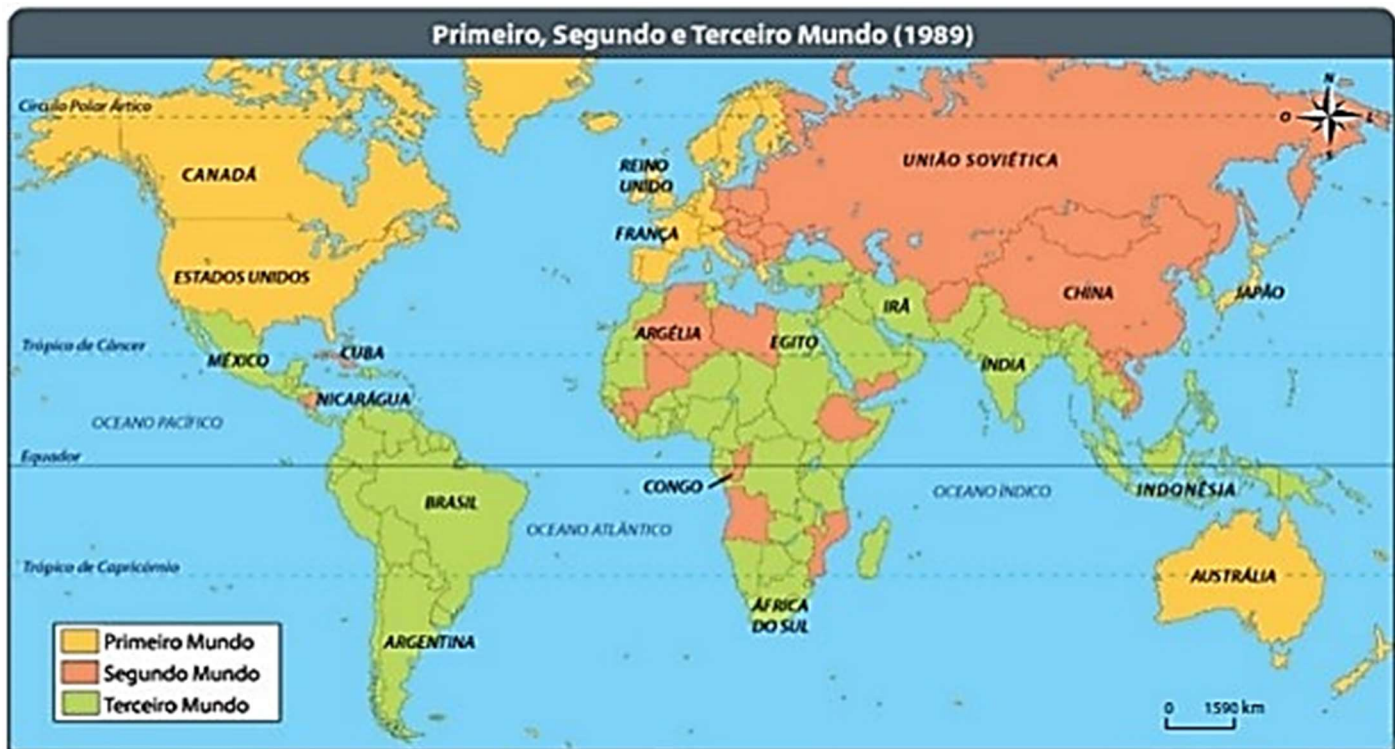 Primeiro, Segundo e Terceiro Mundo (1989)
Círculo Polar Ártico
N
O
L
S
CANADÁ
REINO
UNIDO
UNIÃO SOVIÉTICA
FRANÇA
ESTADOS UNIDOS
CHINA
JAPÃO
IRÃ
ARGÉLIA
EGITO
Trópico de Câncer
MÉXICO
CUBA
ÍNDIA
NICARÁGUA
OCEANO PACÍFICO
Equador
CONGO
OCEANO ÍNDICO
INDONÉSIA
BRASIL
OCEANO ATLÂNTICO
Trópico de Capricórnio
AUSTRÁLIA
ÁFRICA
DO SUL
ARGENTINA
Primeiro Mundo
Segundo Mundo
Terceiro Mundo
0 1590 km